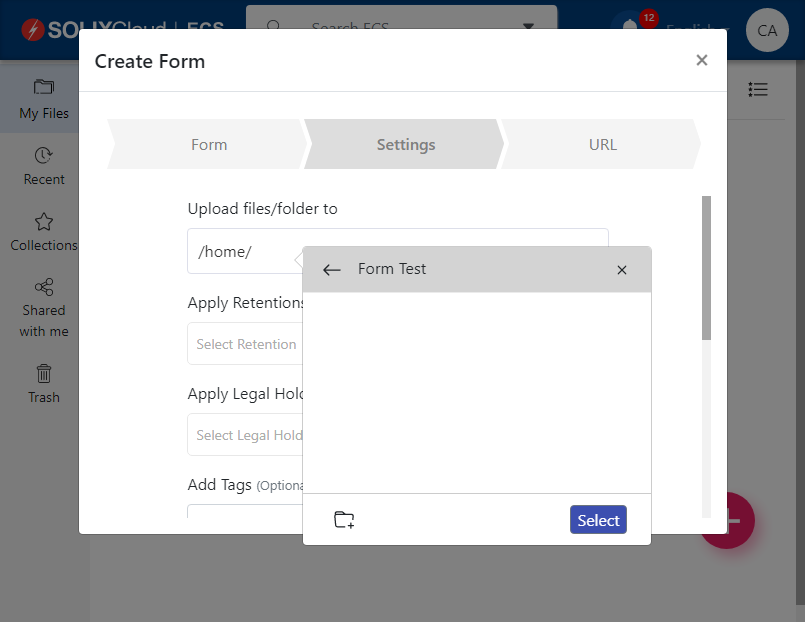 SOLIXCloud | ECS
Search ECS
12
English
CA
Create Form
×
My Files
Recent
Collections
Shared
with me
Trash
Form
Settings
URL
Upload files/folder to
/home/
Form Test
Apply Retentions
Select Retention
Apply Legal Hold
Select Legal Hold
Add Tags (Optiona
Select